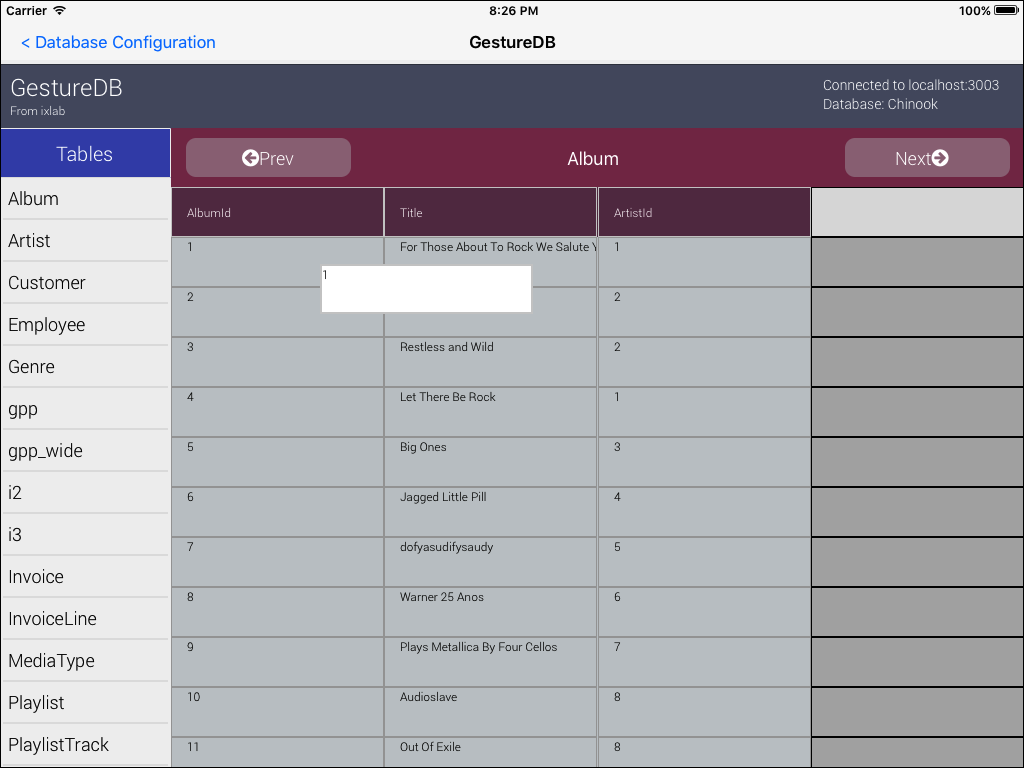 Carrier 8:26 PM 100%
< Database Configuration GestureDB
GestureDB
From ixlab
Connected to localhost:3003
Database: Chinook
Tables
Album
Artist
Customer
Employee
Genre
gpp
gpp_wide
i2
i3
Invoice
InvoiceLine
MediaType
Playlist
PlaylistTrack
Prev Album Next
AlbumId Title ArtistId
1 For Those About To Rock We Salute Y 1
1
2 2
3 Restless and Wild 2
4 Let There Be Rock 1
5 Big Ones 3
6 Jagged Little Pill 4
7 dofyasudifysaudy 5
8 Warner 25 Anos 6
9 Plays Metallica By Four Cellos 7
10 Audioslave 8
11 Out Of Exile 8